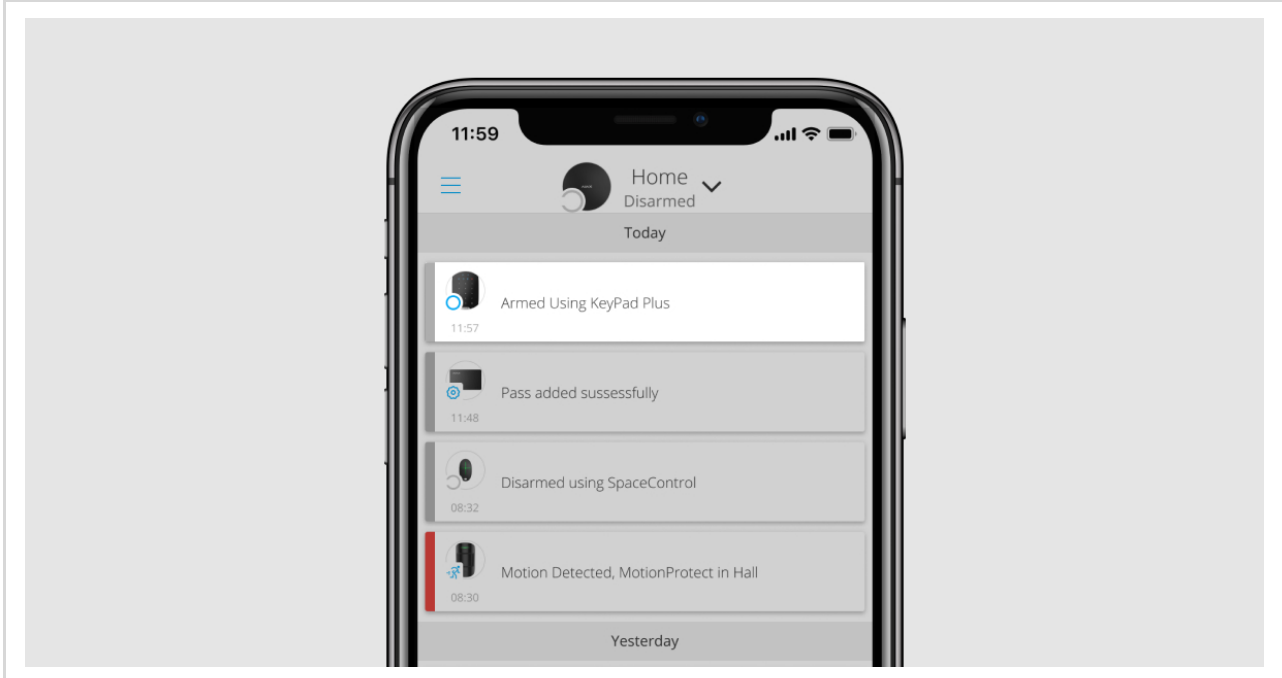 11:59
Home
Disarmed
Today
Armed Using KeyPad Plus
11:57
Pass added sussessfully
11:48
Disarmed using SpaceControl
08:32
Motion Detected, MotionProtect in Hall
08:30
Yesterday